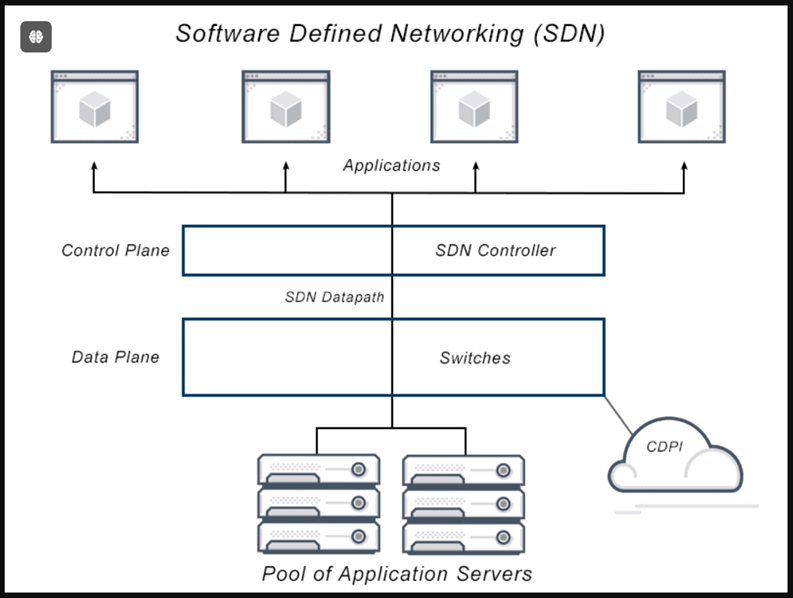 Software Defined Networking (SDN)
Applications
Control Plane
SDN Controller
SDN Datapath
Data Plane
Switches
CDPI
Pool of Application Servers